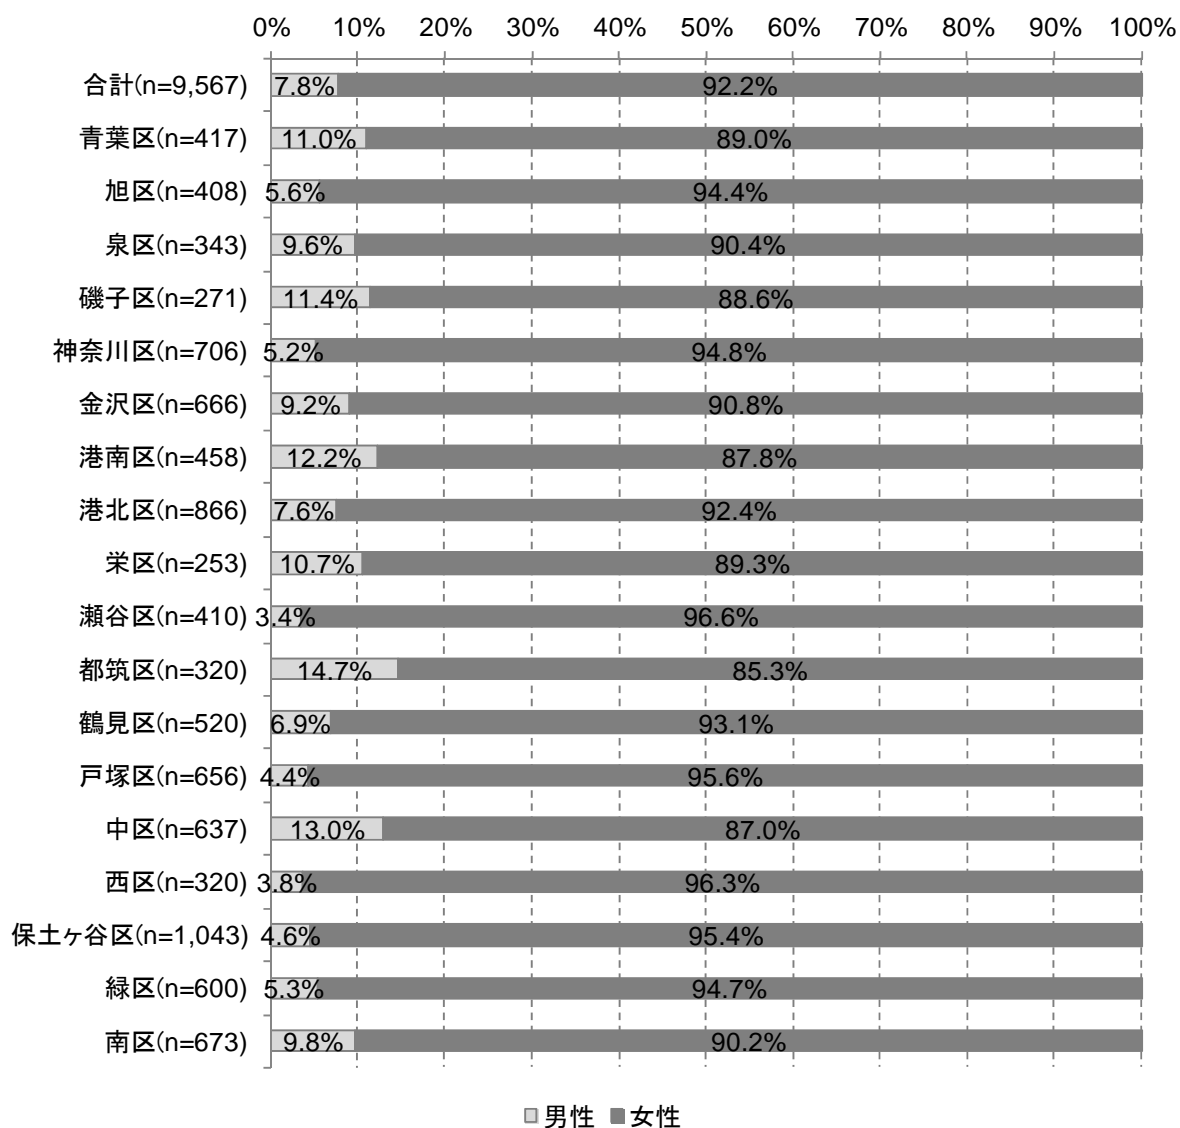 0% 10% 20% 30% 40% 50% 60% 70% 80% 90% 100%
合計(n=9,567) 7.8% 92.2%
青葉区(n=417) 11.0% 89.0%
旭区(n=408) 5.6% 94.4%
泉区(n=343) 9.6% 90.4%
磯子区(n=271) 11.4% 88.6%
神奈川区(n=706) 5.2% 94.8%
金沢区(n=666) 9.2% 90.8%
港南区(n=458) 12.2% 87.8%
港北区(n=866) 7.6% 92.4%
栄区(n=253) 10.7% 89.3%
瀬谷区(n=410) 3.4% 96.6%
都筑区(n=320) 14.7% 85.3%
鶴見区(n=520) 6.9% 93.1%
戸塚区(n=656) 4.4% 95.6%
中区(n=637) 13.0% 87.0%
西区(n=320) 3.8% 96.3%
保土ヶ谷区(n=1,043) 4.6% 95.4%
緑区(n=600) 5.3% 94.7%
南区(n=673) 9.8% 90.2%
男性 女性